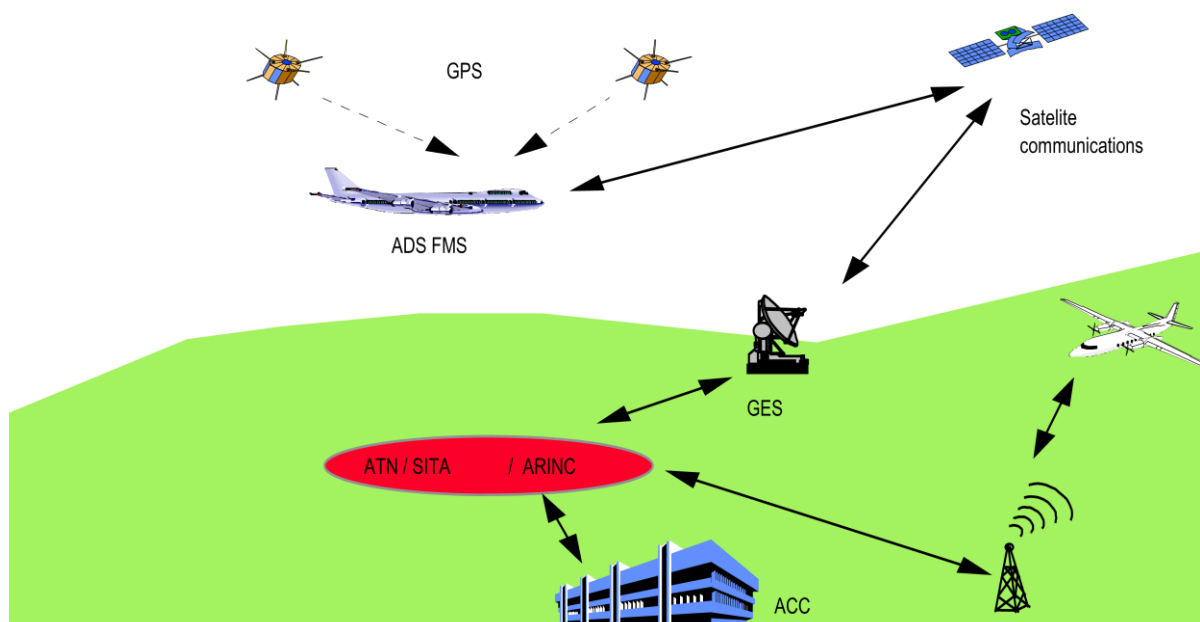 GPS
Satelite
communications
ADS FMS
GES
ATN / SITA / ARINC
ACC